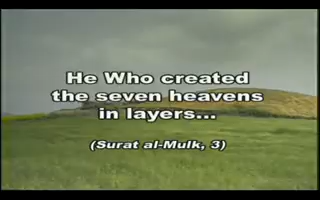 He Who created
the seven heavens
in layers...
(Surat al-Mulk, 3)